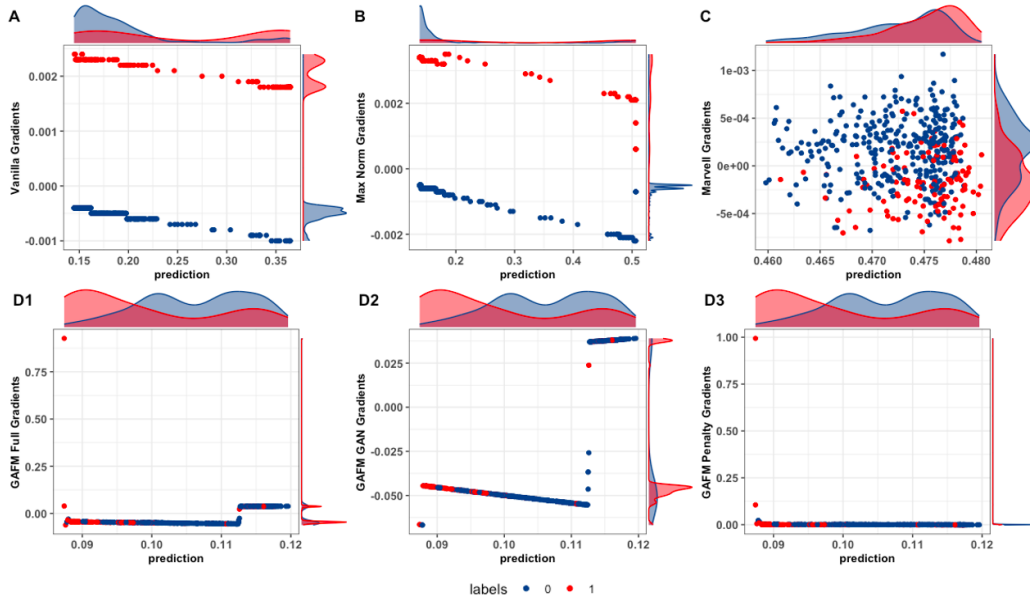 A
Vanilla Gradients
0.002
0.001
0.000
-0.001
0.15 0.20 0.25 0.30 0.35
prediction
B
Max Norm Gradients
0.002
0.000
-0.002
0.2 0.3 0.4 0.5
prediction
C
Marvell Gradients
1e-03
5e-04
0e+00
-5e-04
0.460 0.465 0.470 0.475 0.480
prediction
D1
GAFM Full Gradients
0.75
0.50
0.25
0.00
0.09 0.10 0.11 0.12
prediction
D2
GAFM GAN Gradients
0.025
0.000
-0.025
-0.050
0.09 0.10 0.11 0.12
prediction
D3
GAFM Penalty Gradients
1.00
0.75
0.50
0.25
0.00
0.09 0.10 0.11 0.12
prediction
labels 0 1